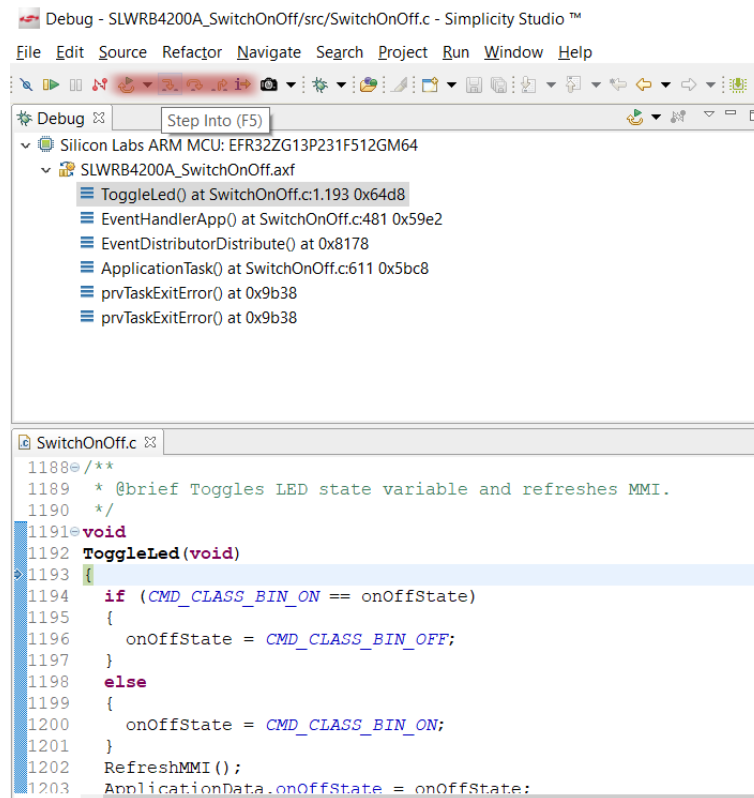 Debug - SLWRB4200A_SwitchOnOff/src/SwitchOnOff.c - Simplicity Studio ™
File Edit Source Refactor Navigate Search Project Run Window Help
Debug
Step Into (F5)
Silicon Labs ARM MCU: EFR32ZG13P231F512GM64
SLWRB4200A_SwitchOnOff.axf
ToggleLed() at SwitchOnOff.c:1.193 0x64d8
EventHandlerApp() at SwitchOnOff.c:481 0x59e2
EventDistributorDistribute() at 0x8178
ApplicationTask() at SwitchOnOff.c:611 0x5bc8
prvTaskExitError() at 0x9b38
prvTaskExitError() at 0x9b38
SwitchOnOff.c
1188 /**
1189 * @brief Toggles LED state variable and refreshes MMI.
1190 */
1191 void
1192 ToggleLed(void)
1193 {
1194 if (CMD_CLASS_BIN_ON == onOffState)
1195 {
1196 onOffState = CMD_CLASS_BIN_OFF;
1197 }
1198 else
1199 {
1200 onOffState = CMD_CLASS_BIN_ON;
1201 }
1202 RefreshMMI();
1203 ApplicationData.onOffState = onOffState;